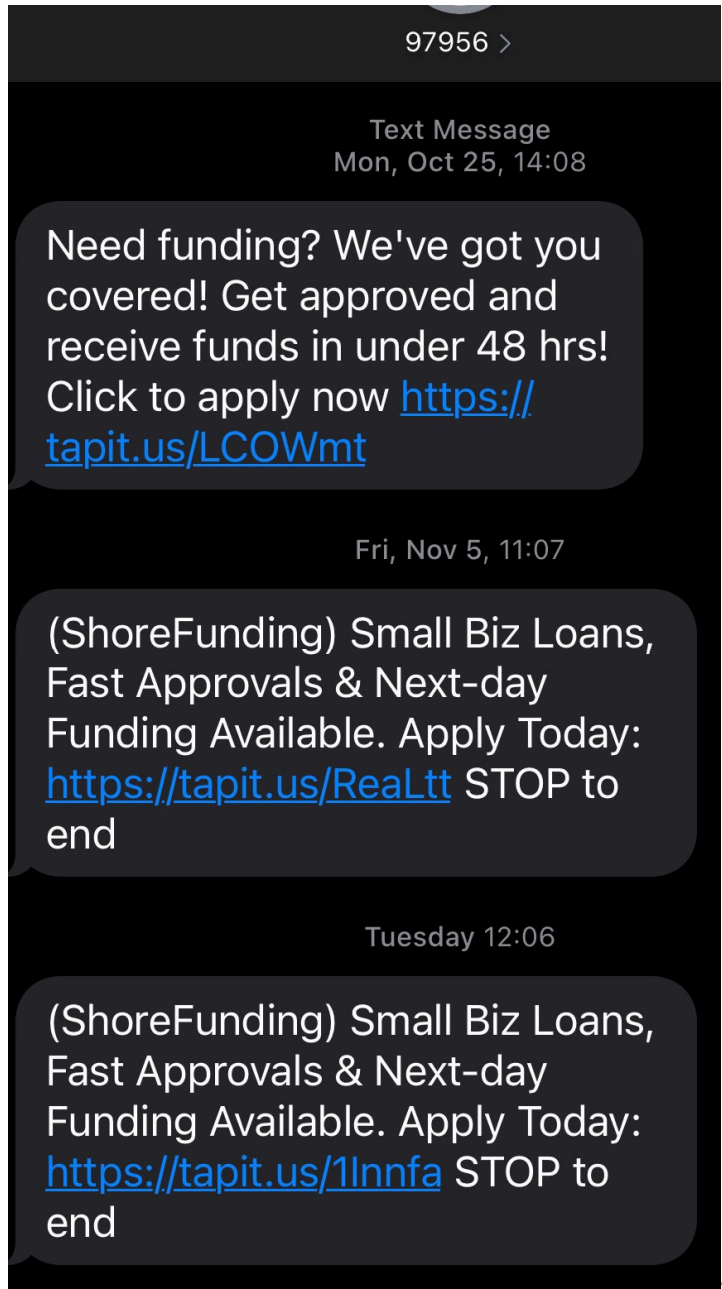 97956 >
Text Message
Mon, Oct 25, 14:08
Need funding? We've got you
covered! Get approved and
receive funds in under 48 hrs!
Click to apply now https://
tapit.us/LCOWmt
Fri, Nov 5, 11:07
(ShoreFunding) Small Biz Loans,
Fast Approvals & Next-day
Funding Available. Apply Today:
https://tapit.us/ReaLtt STOP to
end
Tuesday 12:06
(ShoreFunding) Small Biz Loans,
Fast Approvals & Next-day
Funding Available. Apply Today:
https://tapit.us/1Innfa STOP to
end